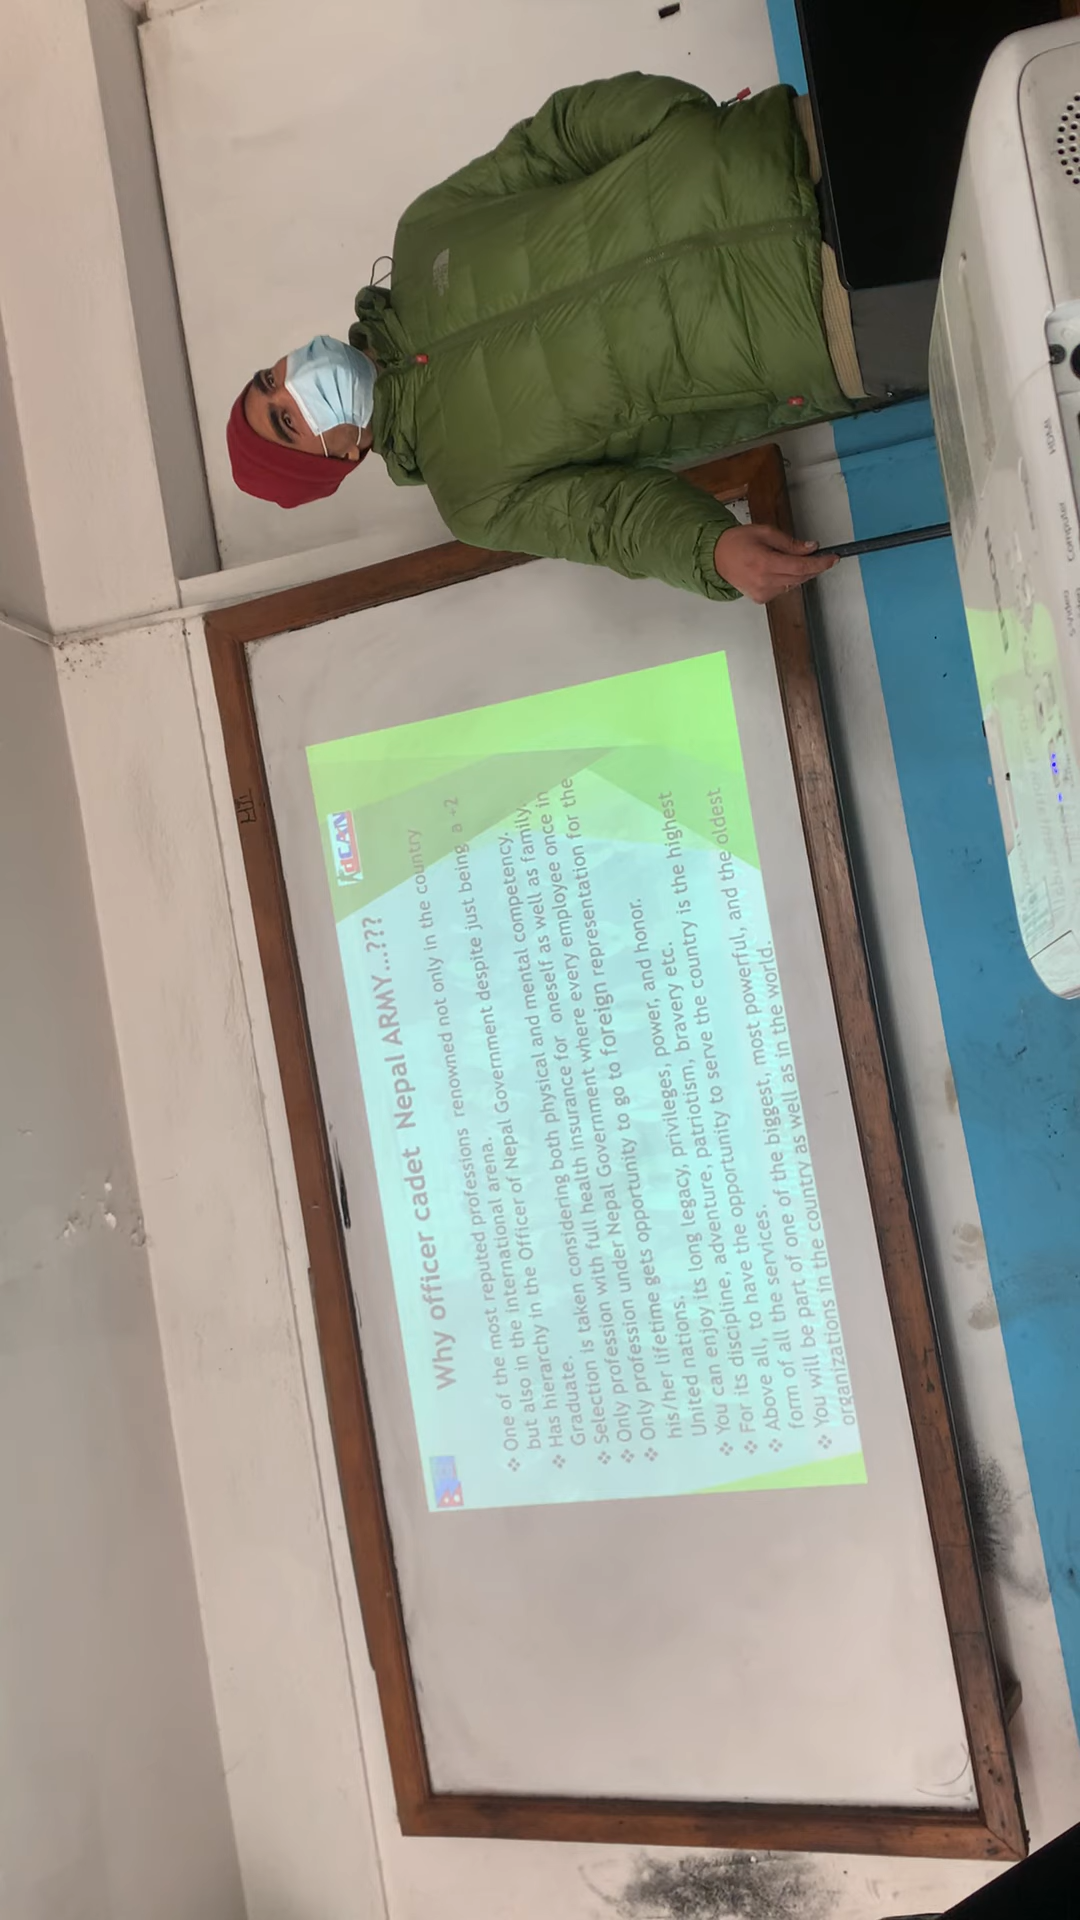 AdCAN
Why officer cadet Nepal ARMY...???
❖ One of the most reputed professions renowned not only in the country
but also in the international arena.
❖ Has hierarchy in the Officer of Nepal Government despite just being a +2
Graduate.
❖ Selection is taken considering both physical and mental competency.
❖ Only profession with full health insurance for oneself as well as family.
❖ Only profession under Nepal Government where every employee once in
his/her lifetime gets opportunity to go to foreign representation for the
United nations.
❖ You can enjoy its long legacy, privileges, power, and honor.
❖ For its discipline, adventure, patriotism, bravery etc.
❖ Above all, to have the opportunity to serve the country is the highest
form of all the services.
❖ You will be part of one of the biggest, most powerful, and the oldest
organizations in the country as well as in the world.
S-Video
Computer
HDMI